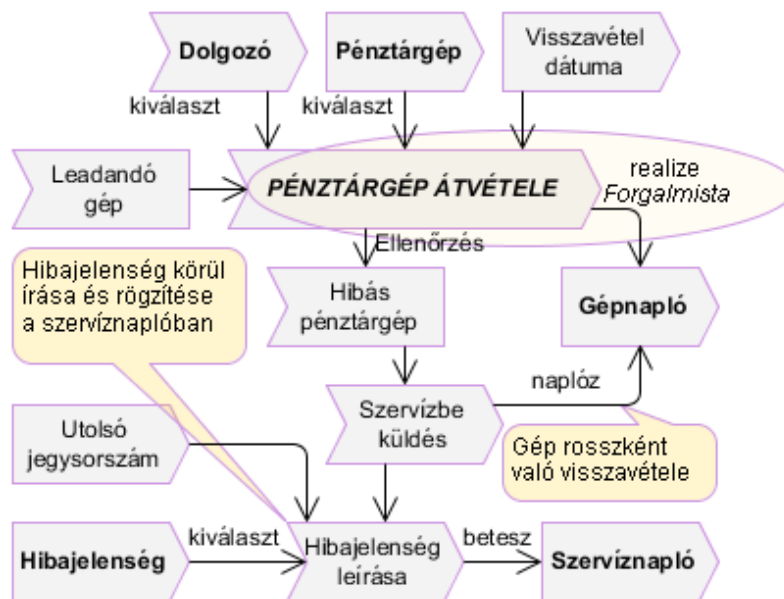 Dolgozó
Pénztárgép
Visszavétel
dátuma
kiválaszt
kiválaszt
Leadandó
gép
PÉNZTÁRGÉP ÁTVÉTELE
realize
Forgalmista
Ellenőrzés
Hibajelenség körül
írása és rögzítése
a szervíznaplóban
Hibás
pénztárgép
Gépnapló
naplóz
Szervízbe
küldés
Utolsó
jegysorszám
Gép rosszként
való visszavétele
Hibajelenség
kiválaszt
Hibajelenség
leírása
betesz
Szervíznapló